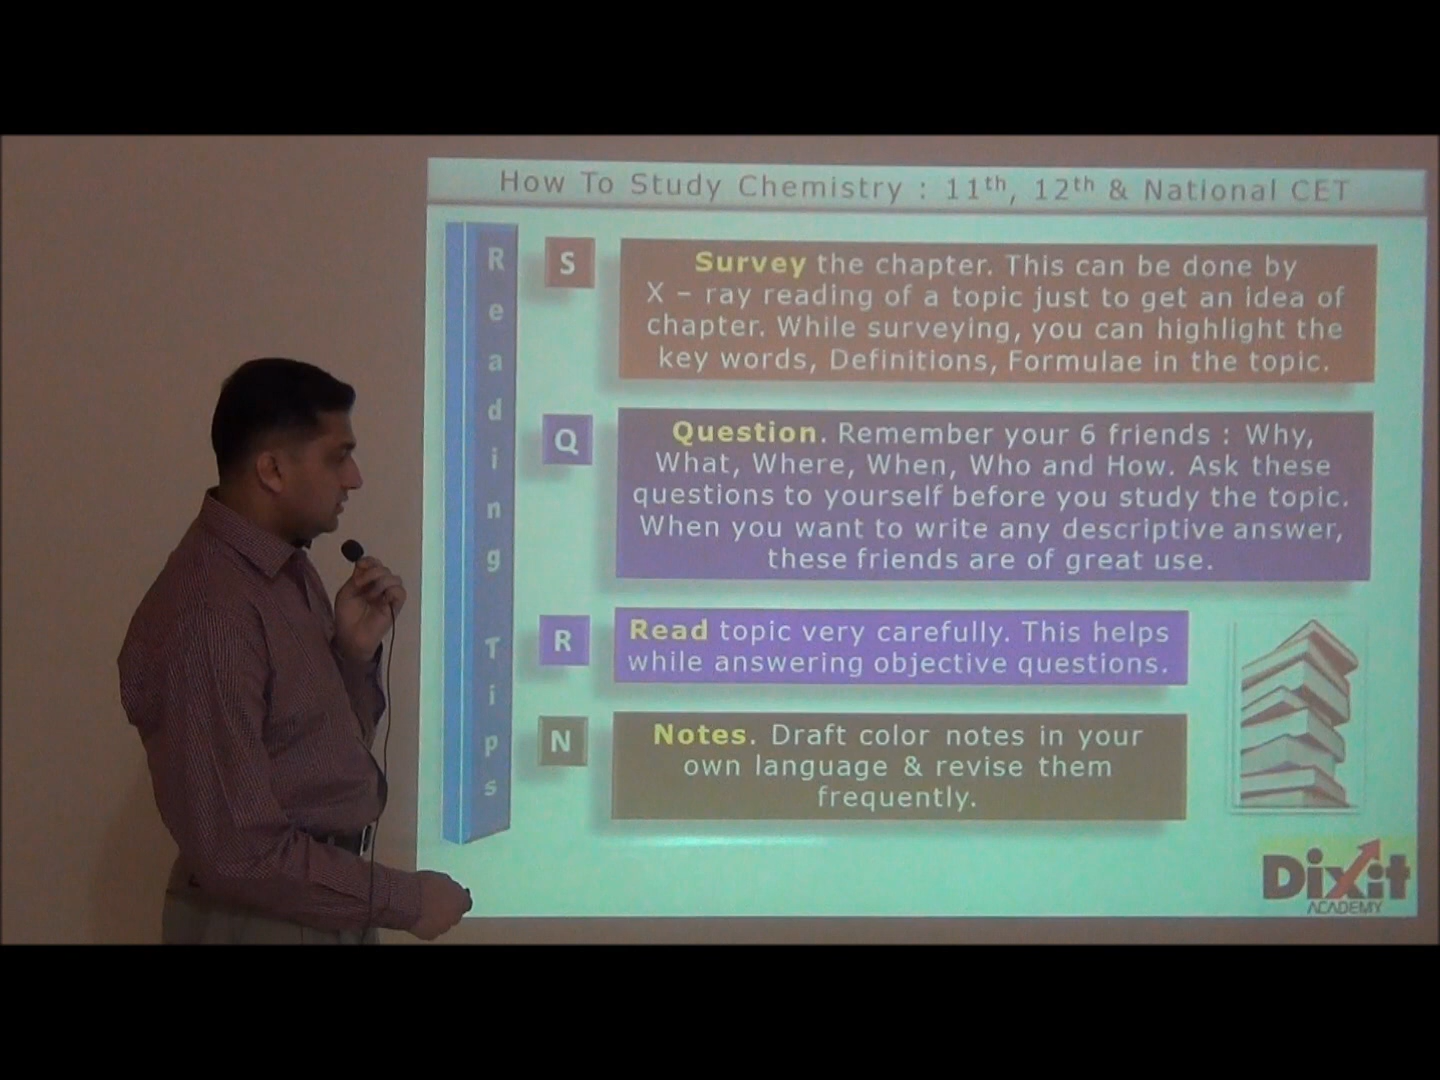 How To Study Chemistry : 11th, 12th & National CET
Reading Tips
S
Survey the chapter. This can be done by
X – ray reading of a topic just to get an idea of
chapter. While surveying, you can highlight the
key words, Definitions, Formulae in the topic.
Q
Question. Remember your 6 friends : Why,
What, Where, When, Who and How. Ask these
questions to yourself before you study the topic.
When you want to write any descriptive answer,
these friends are of great use.
R
Read topic very carefully. This helps
while answering objective questions.
N
Notes. Draft color notes in your
own language & revise them
frequently.
Dixit
ACADEMY